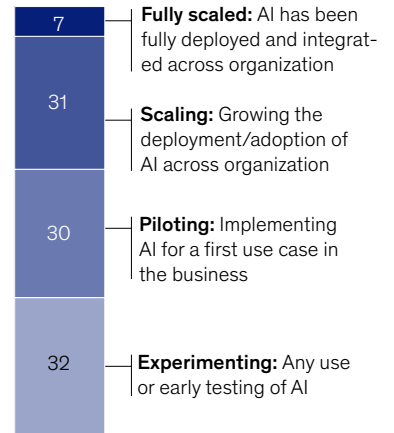 7
Fully scaled: AI has been
fully deployed and integrat-
ed across organization
31
Scaling: Growing the
deployment/adoption of
AI across organization
30
Piloting: Implementing
AI for a first use case in
the business
32
Experimenting: Any use
or early testing of AI